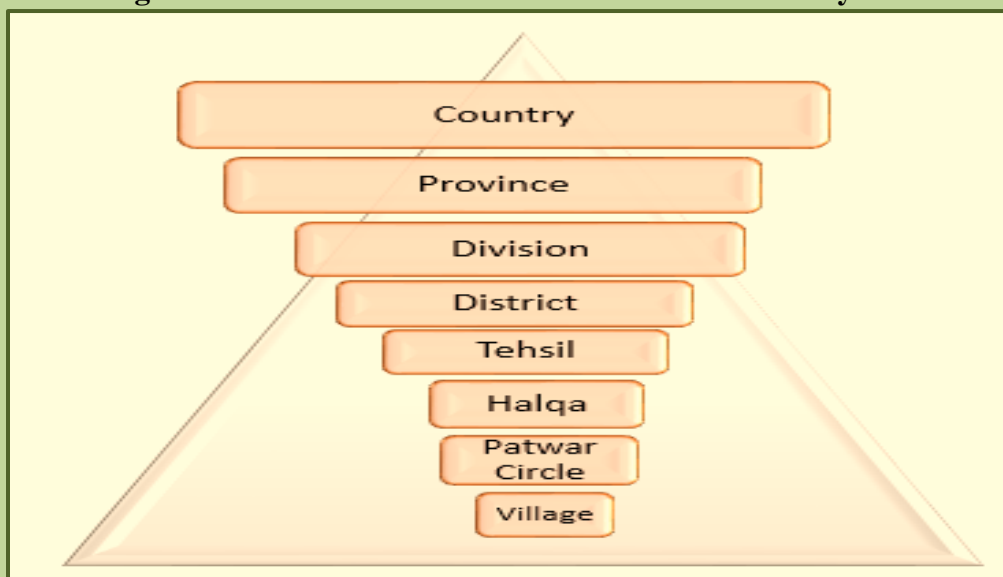 Country
Province
Division
District
Tehsil
Halqa
Patwar
Circle
Village